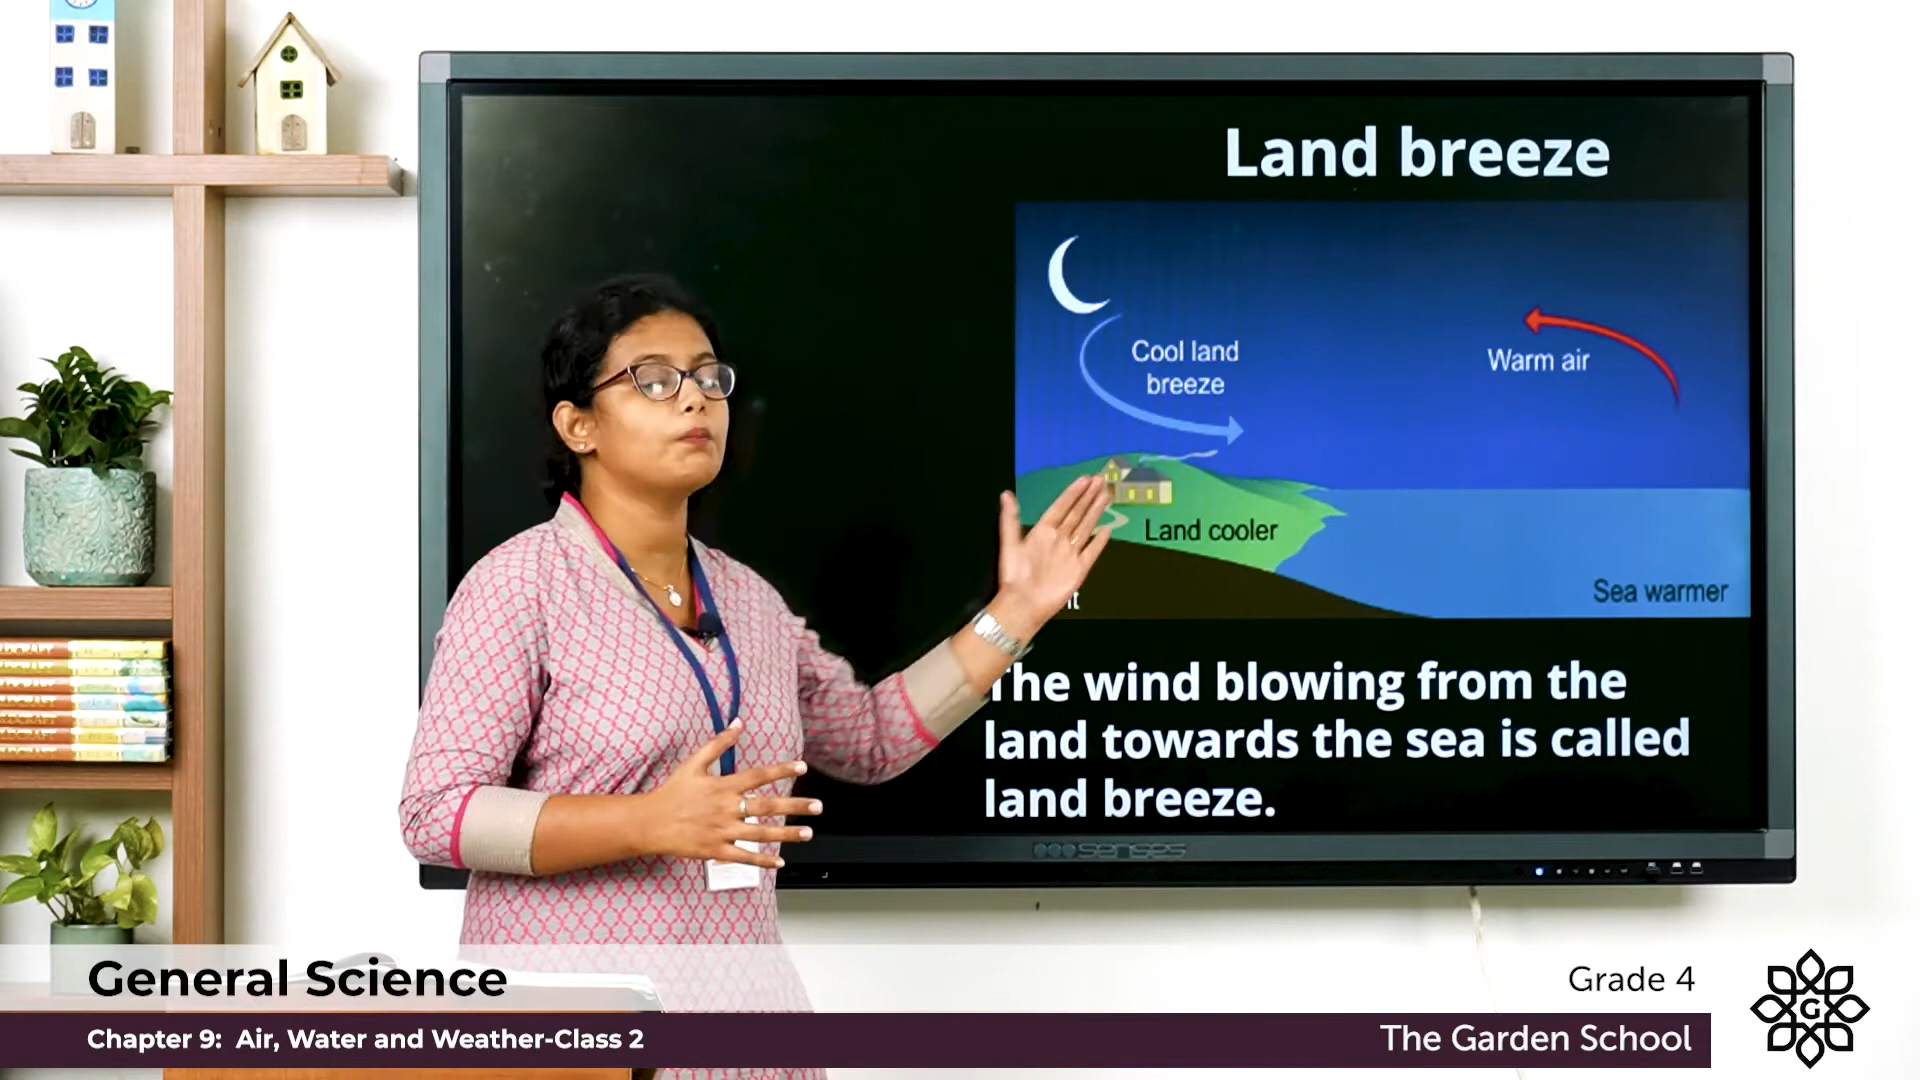 Land breeze
Cool land
breeze
Warm air
Land cooler
Sea warmer
The wind blowing from the
land towards the sea is called
land breeze.
senses
General Science
Grade 4
Chapter 9: Air, Water and Weather-Class 2
The Garden School
G